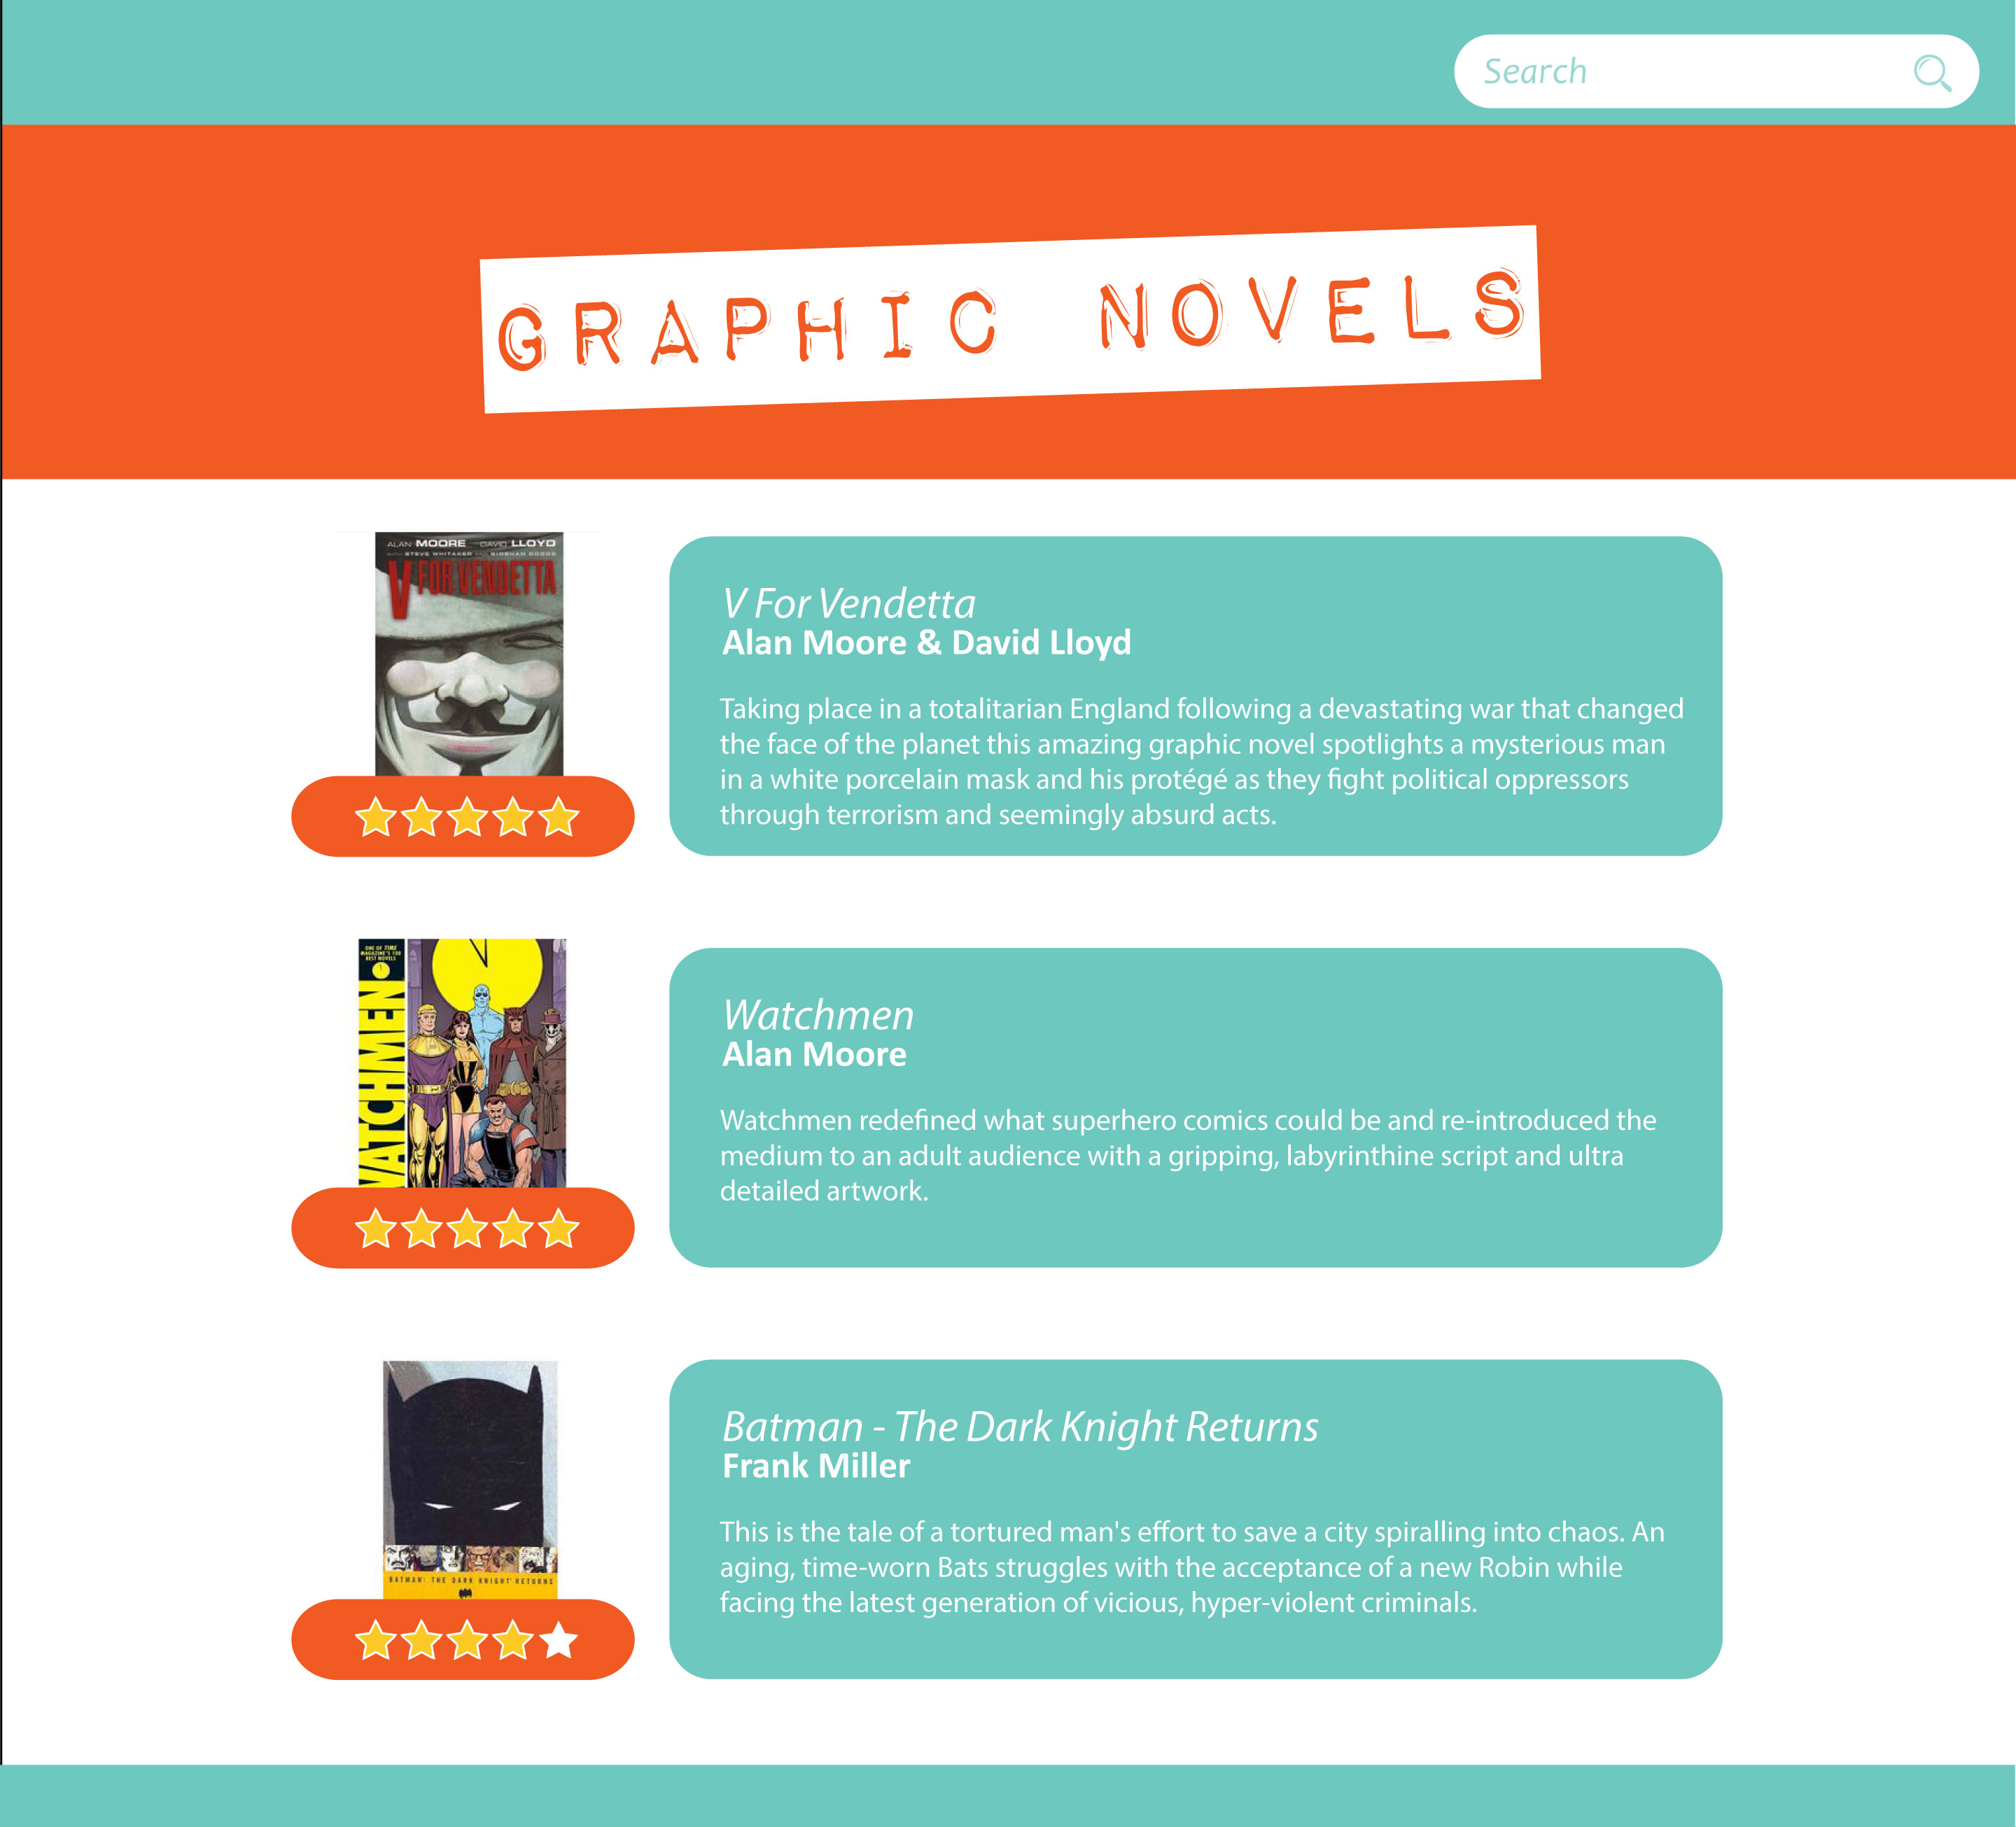 Search
GRAPHIC NOVELS
ALAN MOORE DAVID LLOYD
WITH STEVE WHITAKER AND SIOBHAN DODDS
V FOR VENDETTA
V For Vendetta
Alan Moore & David Lloyd
Taking place in a totalitarian England following a devastating war that changed
the face of the planet this amazing graphic novel spotlights a mysterious man
in a white porcelain mask and his protégé as they fight political oppressors
through terrorism and seemingly absurd acts.
ONE OF TIME
MAGAZINE'S 100
BEST NOVELS
WATCHMEN
Watchmen
Alan Moore
Watchmen redefined what superhero comics could be and re-introduced the
medium to an adult audience with a gripping, labyrinthine script and ultra
detailed artwork.
BATMAN: THE DARK KNIGHT RETURNS
Batman - The Dark Knight Returns
Frank Miller
This is the tale of a tortured man's effort to save a city spiralling into chaos. An
aging, time-worn Bats struggles with the acceptance of a new Robin while
facing the latest generation of vicious, hyper-violent criminals.